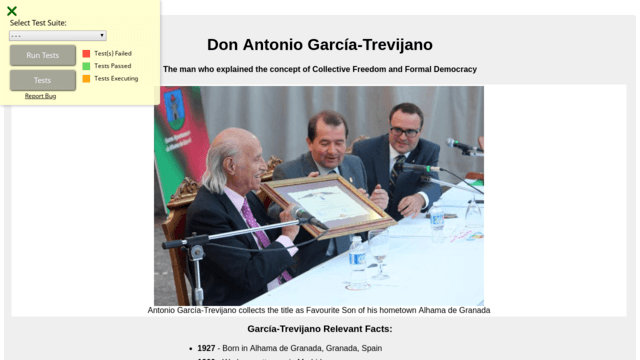 Select Test Suite:
- - -
Run Tests
Test(s) Failed
Tests Passed
Tests
Tests Executing
Report Bug
Don Antonio García-Trevijano
The man who explained the concept of Collective Freedom and Formal Democracy
Antonio García-Trevijano collects the title as Favourite Son of his hometown Alhama de Granada
García-Trevijano Relevant Facts:
1927 - Born in Alhama de Granada, Granada, Spain